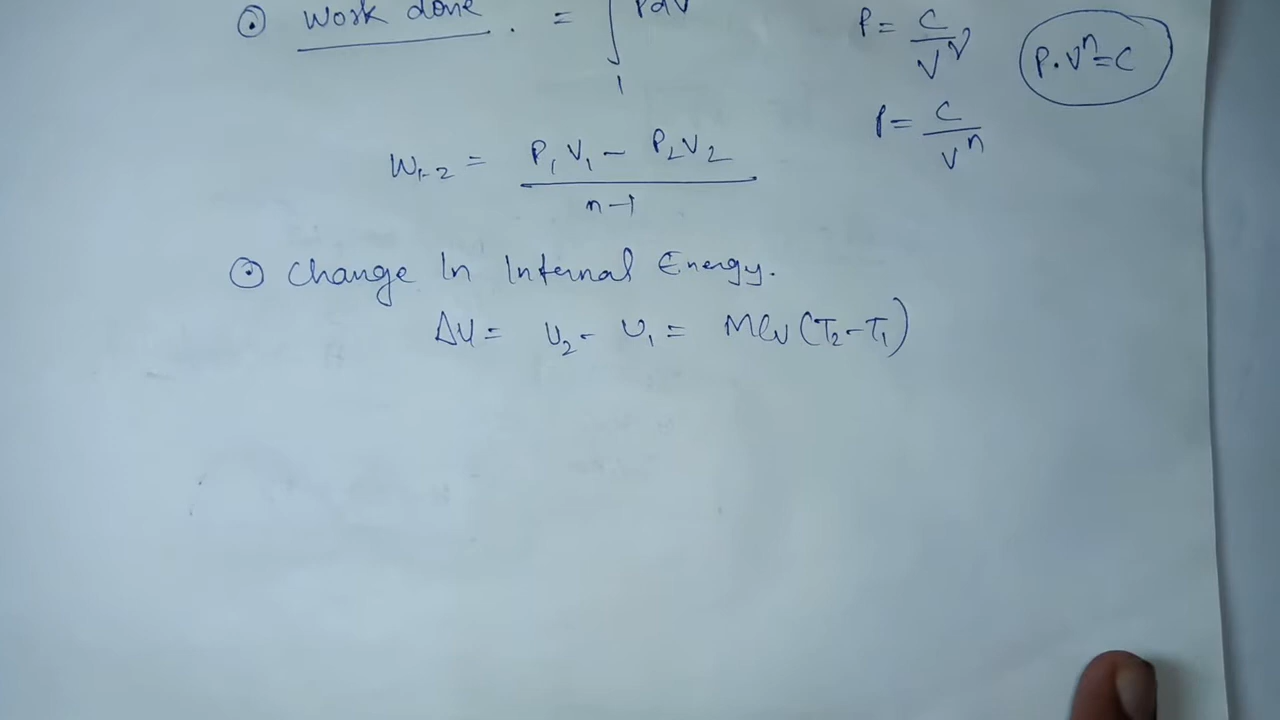 ⊙ Work done . = ∫ PdV
1
P = C / V^γ
P . V^n = C
P = C / V^n
W1-2 = P1V1 - P2V2 / n-1
⊙ Change In Internal Energy.
ΔU = U2 - U1 = MCv (T2-T1)